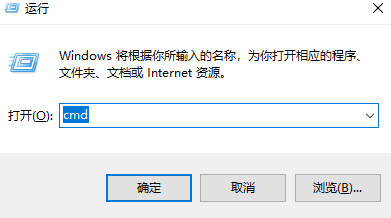 运行
Windows 将根据你所输入的名称，为你打开相应的程序、
文件夹、文档或 Internet 资源。
打开(O): cmd
确定 取消 浏览(B)...